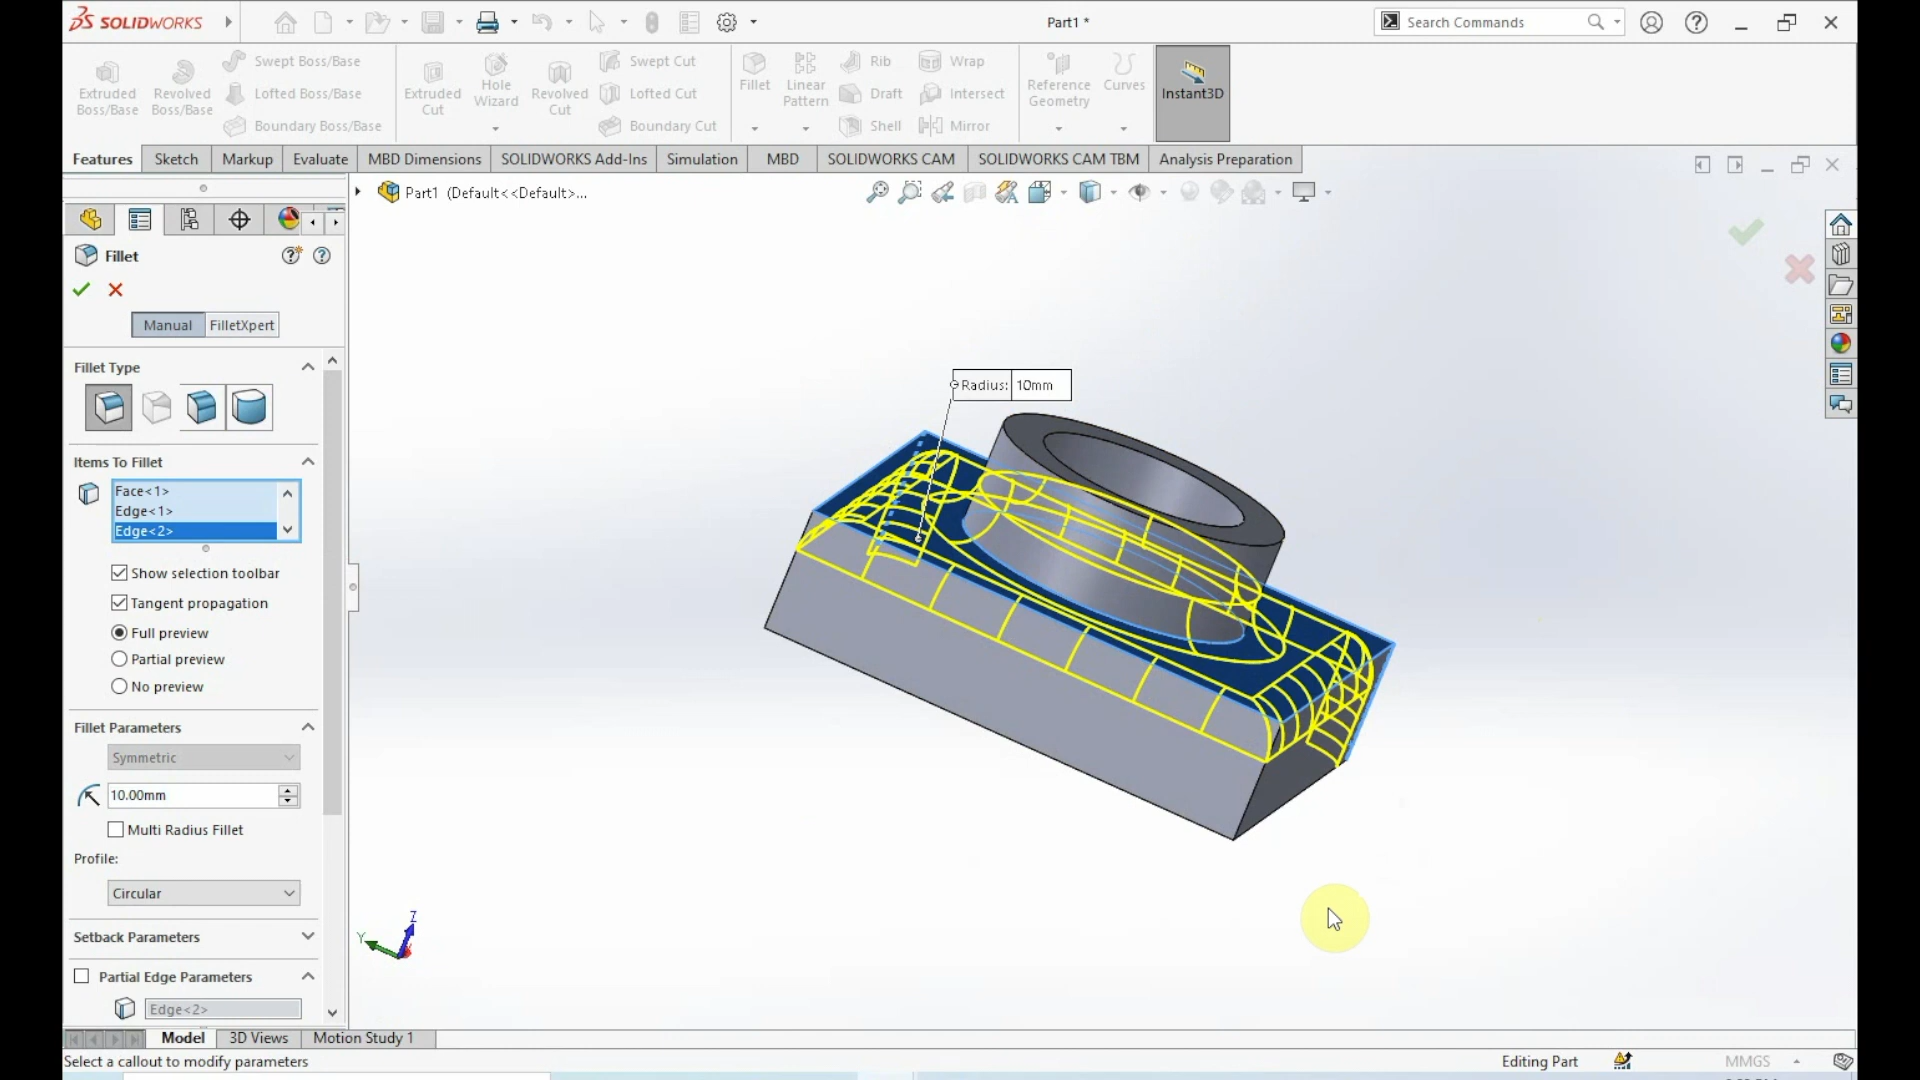 SOLIDWORKS
Part1 *
Search Commands
Extruded Boss/Base
Revolved Boss/Base
Swept Boss/Base
Lofted Boss/Base
Boundary Boss/Base
Extruded Cut
Hole Wizard
Revolved Cut
Swept Cut
Lofted Cut
Boundary Cut
Fillet
Linear Pattern
Rib
Draft
Shell
Wrap
Intersect
Mirror
Reference Geometry
Curves
Instant3D
Features
Sketch
Markup
Evaluate
MBD Dimensions
SOLIDWORKS Add-Ins
Simulation
MBD
SOLIDWORKS CAM
SOLIDWORKS CAM TBM
Analysis Preparation
Part1 (Default<<Default>...
Fillet
Manual
FilletXpert
Fillet Type
Items To Fillet
Face<1>
Edge<1>
Edge<2>
Show selection toolbar
Tangent propagation
Full preview
Partial preview
No preview
Fillet Parameters
Symmetric
10.00mm
Multi Radius Fillet
Profile:
Circular
Setback Parameters
Partial Edge Parameters
Edge<2>
Radius: 10mm
Z
Y
Model
3D Views
Motion Study 1
Select a callout to modify parameters
Editing Part
MMGS